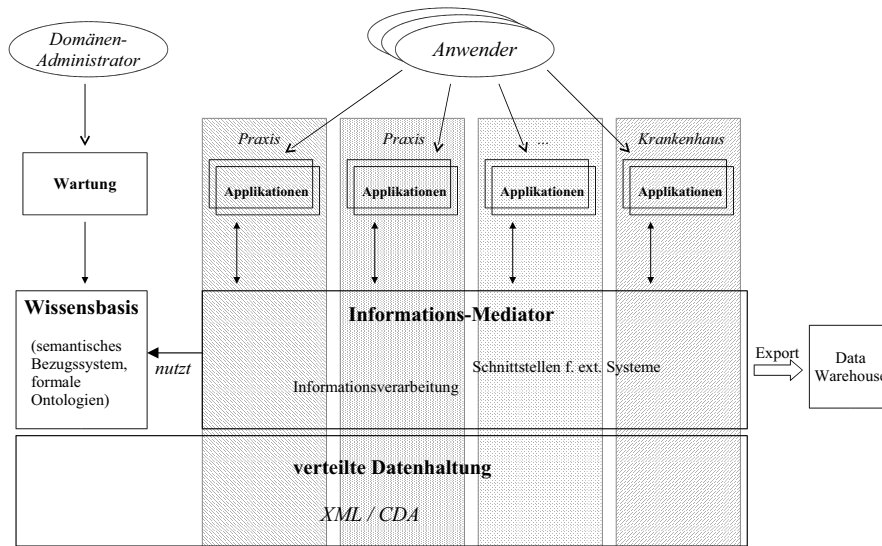 Domänen-
Administrator
Anwender
Praxis
Praxis
...
Krankenhaus
Wartung
Applikationen
Applikationen
Applikationen
Applikationen
Wissensbasis
(semantisches
Bezugssystem,
formale
Ontologien)
nutzt
Informations-Mediator
Informationsverarbeitung
Schnittstellen f. ext. Systeme
Export
Data
Warehouse
verteilte Datenhaltung
XML / CDA